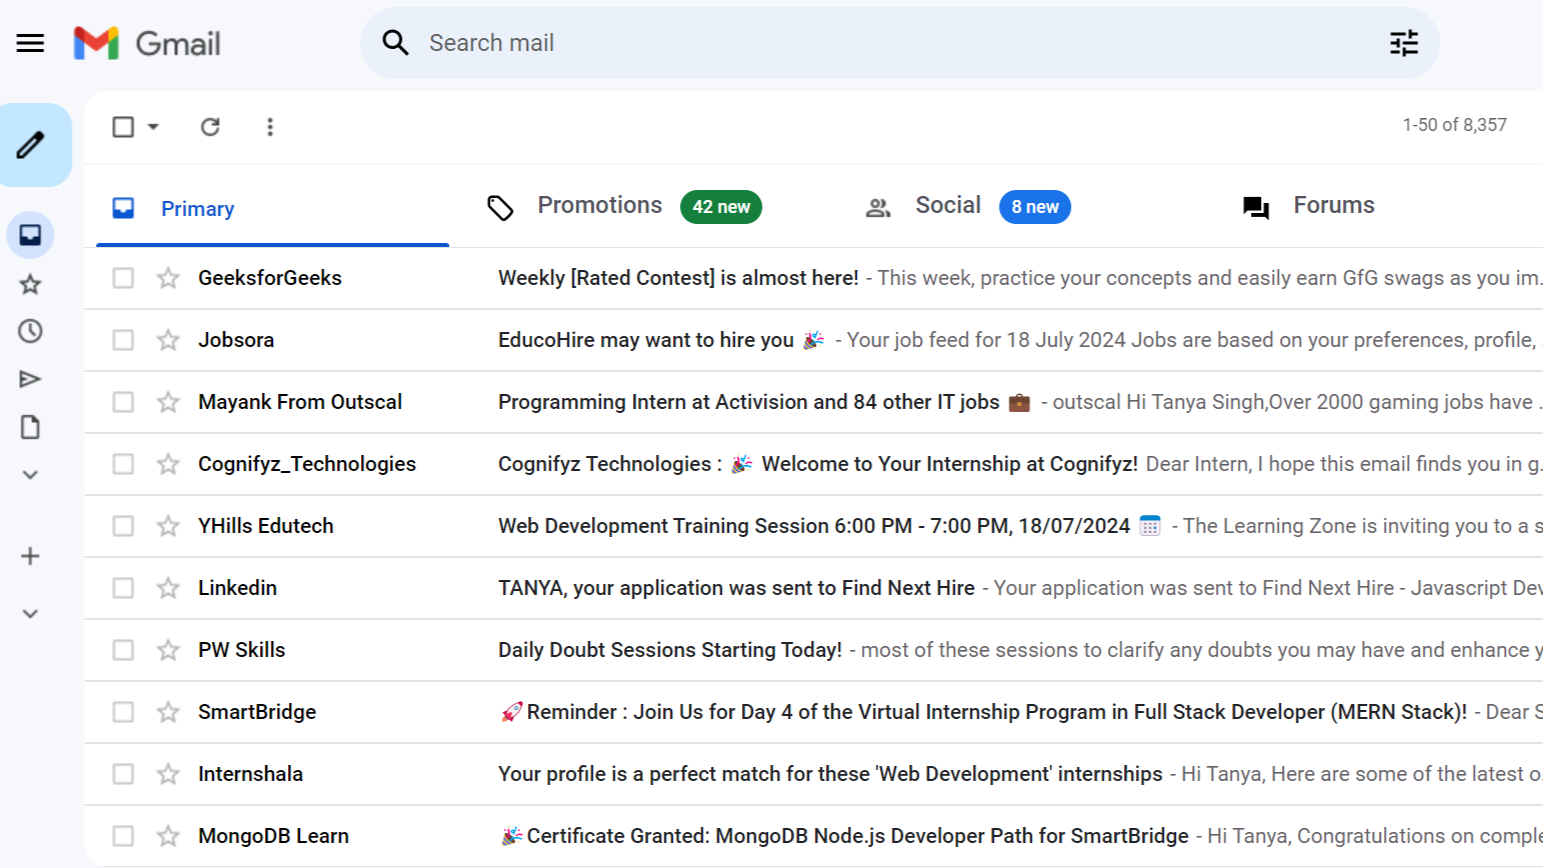 Gmail
Search mail
1-50 of 8,357
Primary Promotions 42 new Social 8 new Forums
GeeksforGeeks Weekly [Rated Contest] is almost here! - This week, practice your concepts and easily earn GfG swags as you im...
Jobsora EducoHire may want to hire you 🎉 - Your job feed for 18 July 2024 Jobs are based on your preferences, profile, ...
Mayank From Outscal Programming Intern at Activision and 84 other IT jobs 💼 - outscal Hi Tanya Singh,Over 2000 gaming jobs have ...
Cognifyz_Technologies Cognifyz Technologies : 🎉 Welcome to Your Internship at Cognifyz! Dear Intern, I hope this email finds you in g...
YHills Edutech Web Development Training Session 6:00 PM - 7:00 PM, 18/07/2024 🗓️ - The Learning Zone is inviting you to a s
Linkedin TANYA, your application was sent to Find Next Hire - Your application was sent to Find Next Hire - Javascript Dev
PW Skills Daily Doubt Sessions Starting Today! - most of these sessions to clarify any doubts you may have and enhance y
SmartBridge 🚀Reminder : Join Us for Day 4 of the Virtual Internship Program in Full Stack Developer (MERN Stack)! - Dear S
Internshala Your profile is a perfect match for these 'Web Development' internships - Hi Tanya, Here are some of the latest o...
MongoDB Learn 🎉Certificate Granted: MongoDB Node.js Developer Path for SmartBridge - Hi Tanya, Congratulations on comple